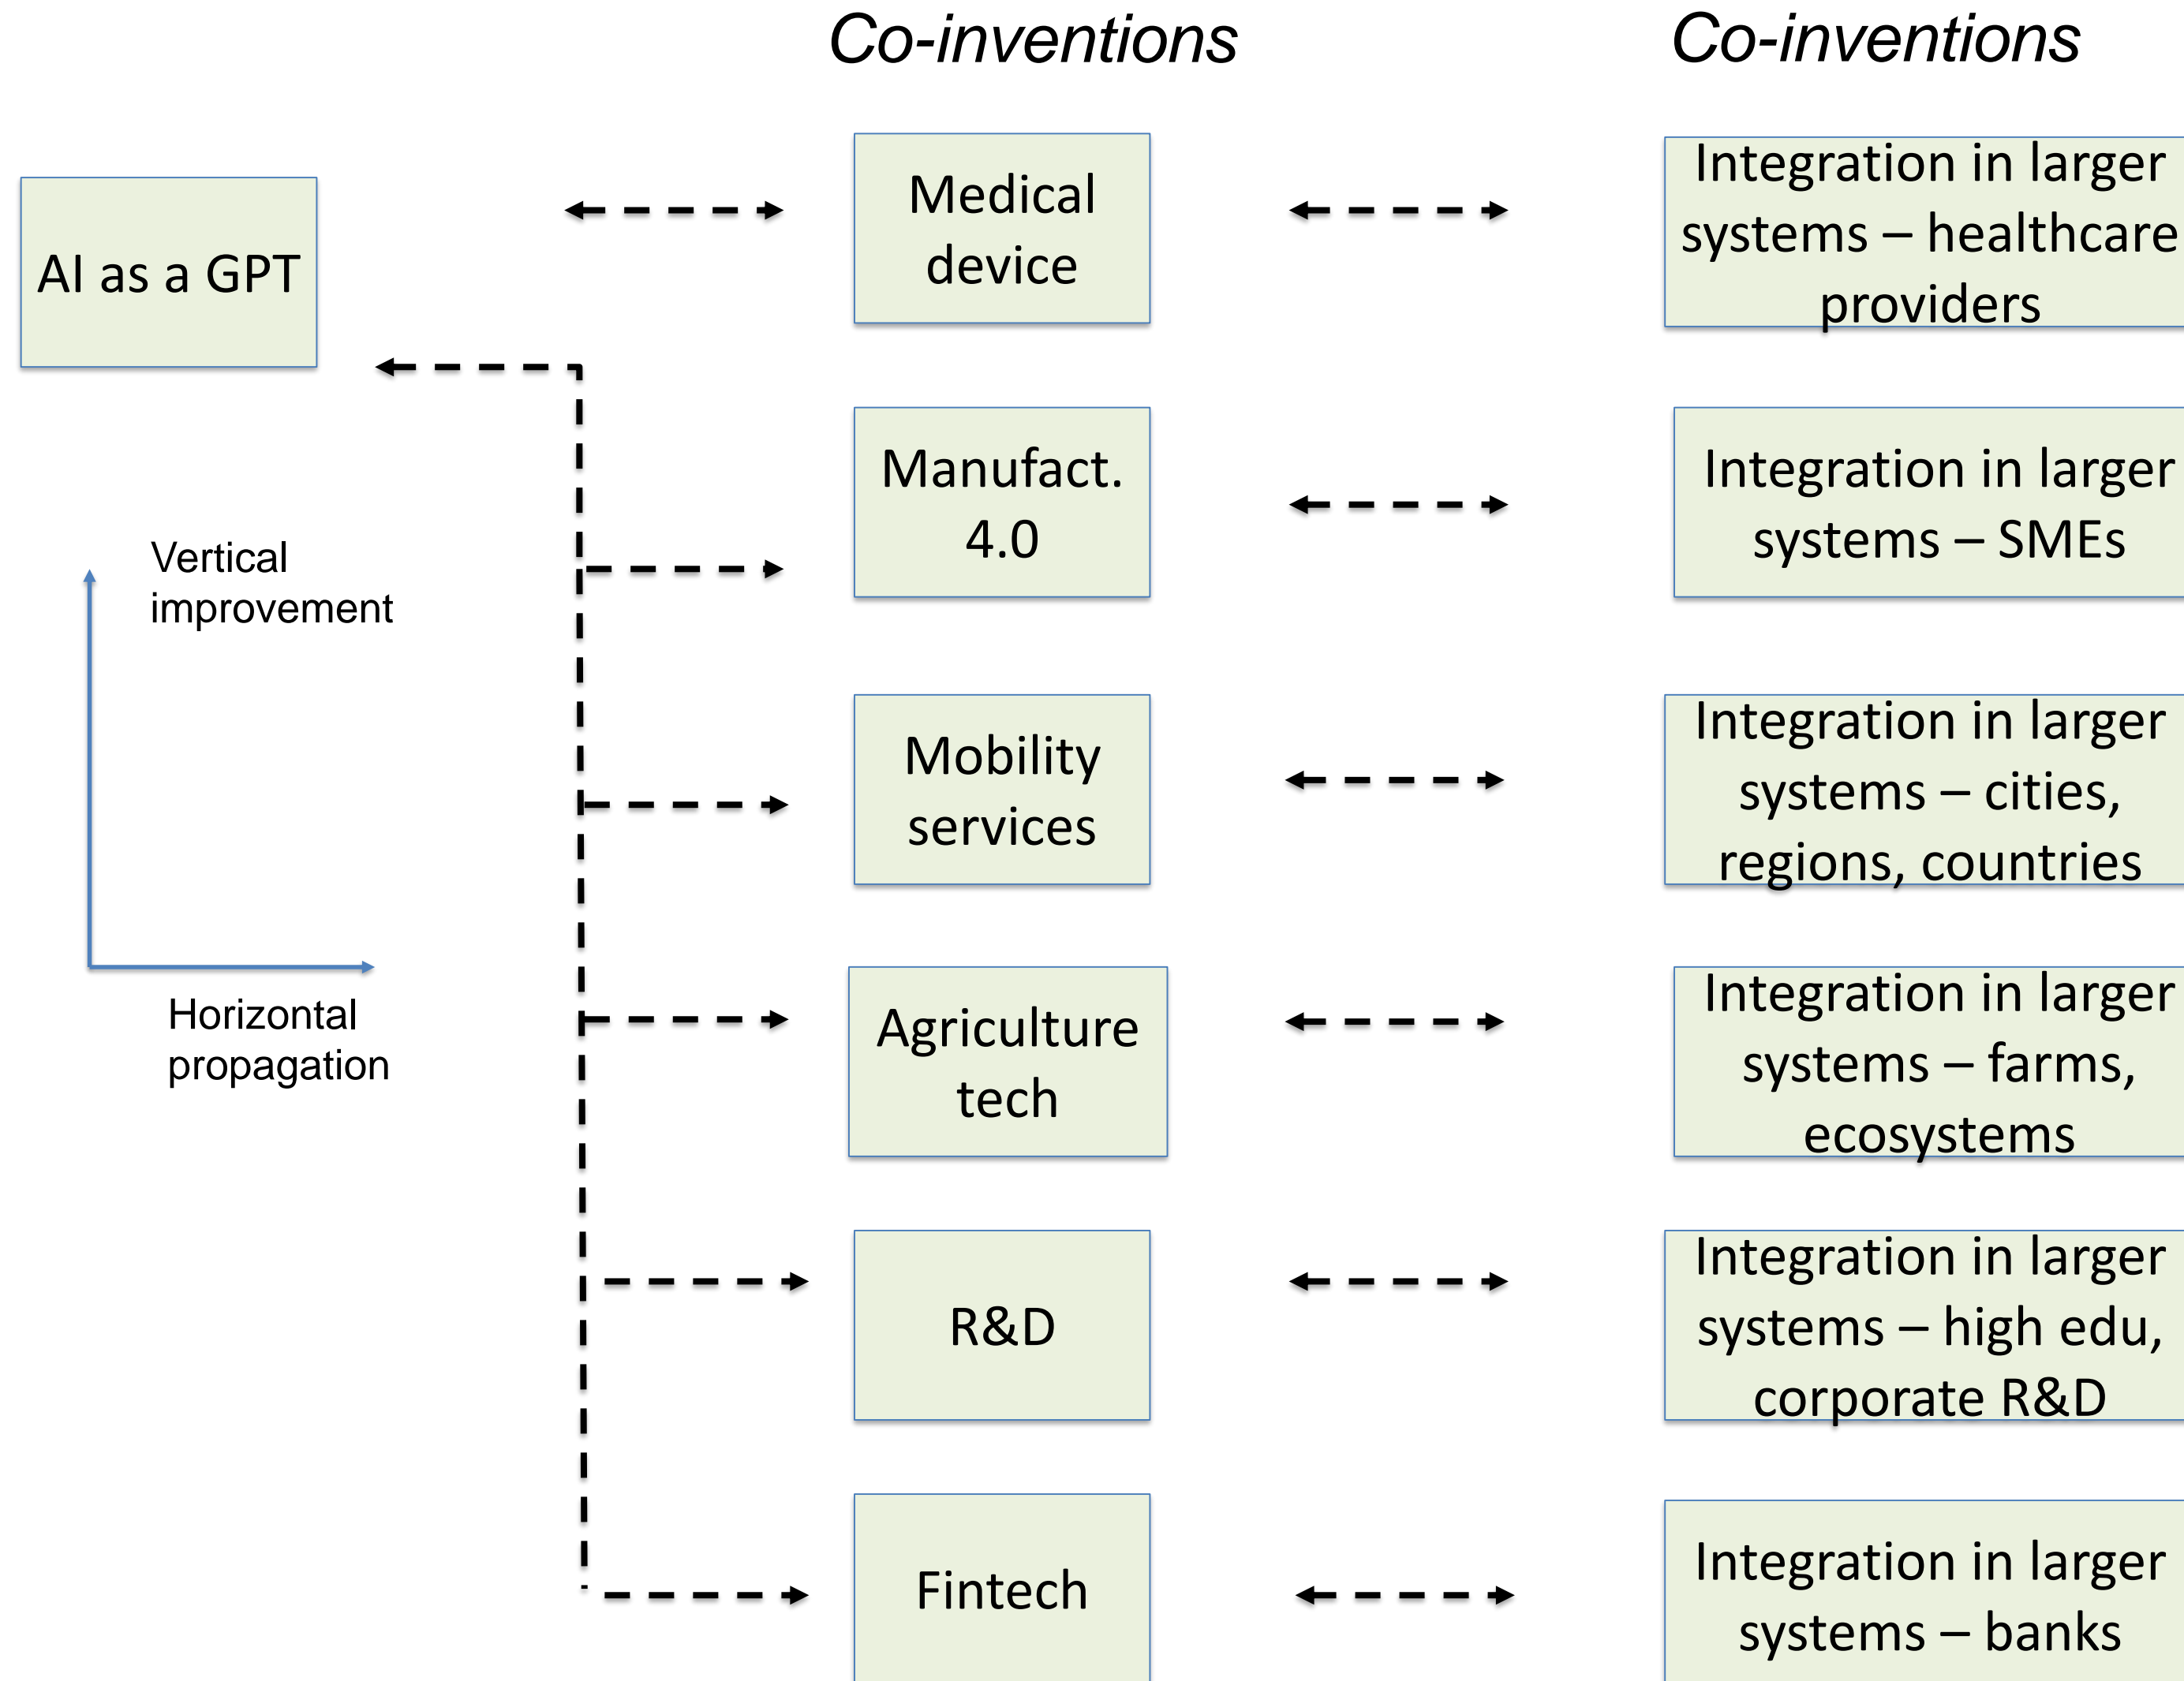 Co-inventions
Co-inventions
AI as a GPT
Medical
device
Integration in larger
systems – healthcare
providers
Manufact.
4.0
Integration in larger
systems – SMEs
Vertical
improvement
Mobility
services
Integration in larger
systems – cities,
regions, countries
Horizontal
propagation
Agriculture
tech
Integration in larger
systems – farms,
ecosystems
R&D
Integration in larger
systems – high edu,
corporate R&D
Fintech
Integration in larger
systems – banks